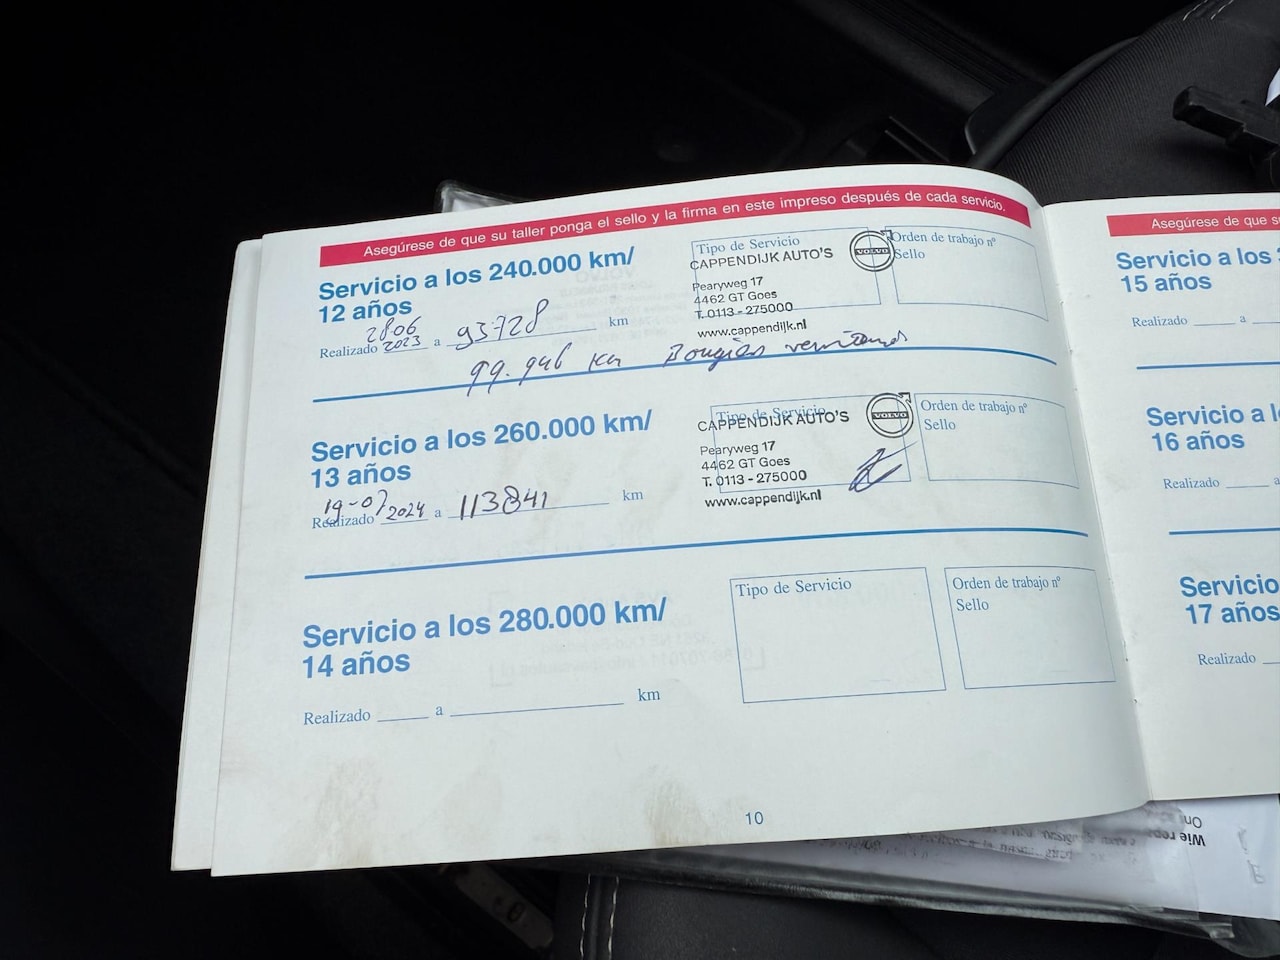 Asegúrese de que su taller ponga el sello y la firma en este impreso después de cada servicio.
Servicio a los 240.000 km/
12 años
2806
Realizado 2023 a 93728 km
99.946 km Bougies vernieuwd
Tipo de Servicio
CAPPENDIJK AUTO'S
VOLVO
Pearyweg 17
4462 GT Goes
T. 0113 - 275000
www.cappendijk.nl
Orden de trabajo nº
Sello
Servicio a los 260.000 km/
13 años
Realizado 19-07 2024 a 113841 km
Tipo de Servicio
CAPPENDIJK AUTO'S
VOLVO
Pearyweg 17
4462 GT Goes
T. 0113 - 275000
www.cappendijk.nl
Orden de trabajo nº
Sello
Servicio a los 280.000 km/
14 años
Realizado a km
Tipo de Servicio
Orden de trabajo nº
Sello
10
Asegúrese de que s
Servicio a los
15 años
Realizado a
Servicio a l
16 años
Realizado a
Servicio
17 años
Realizado
Wie repa